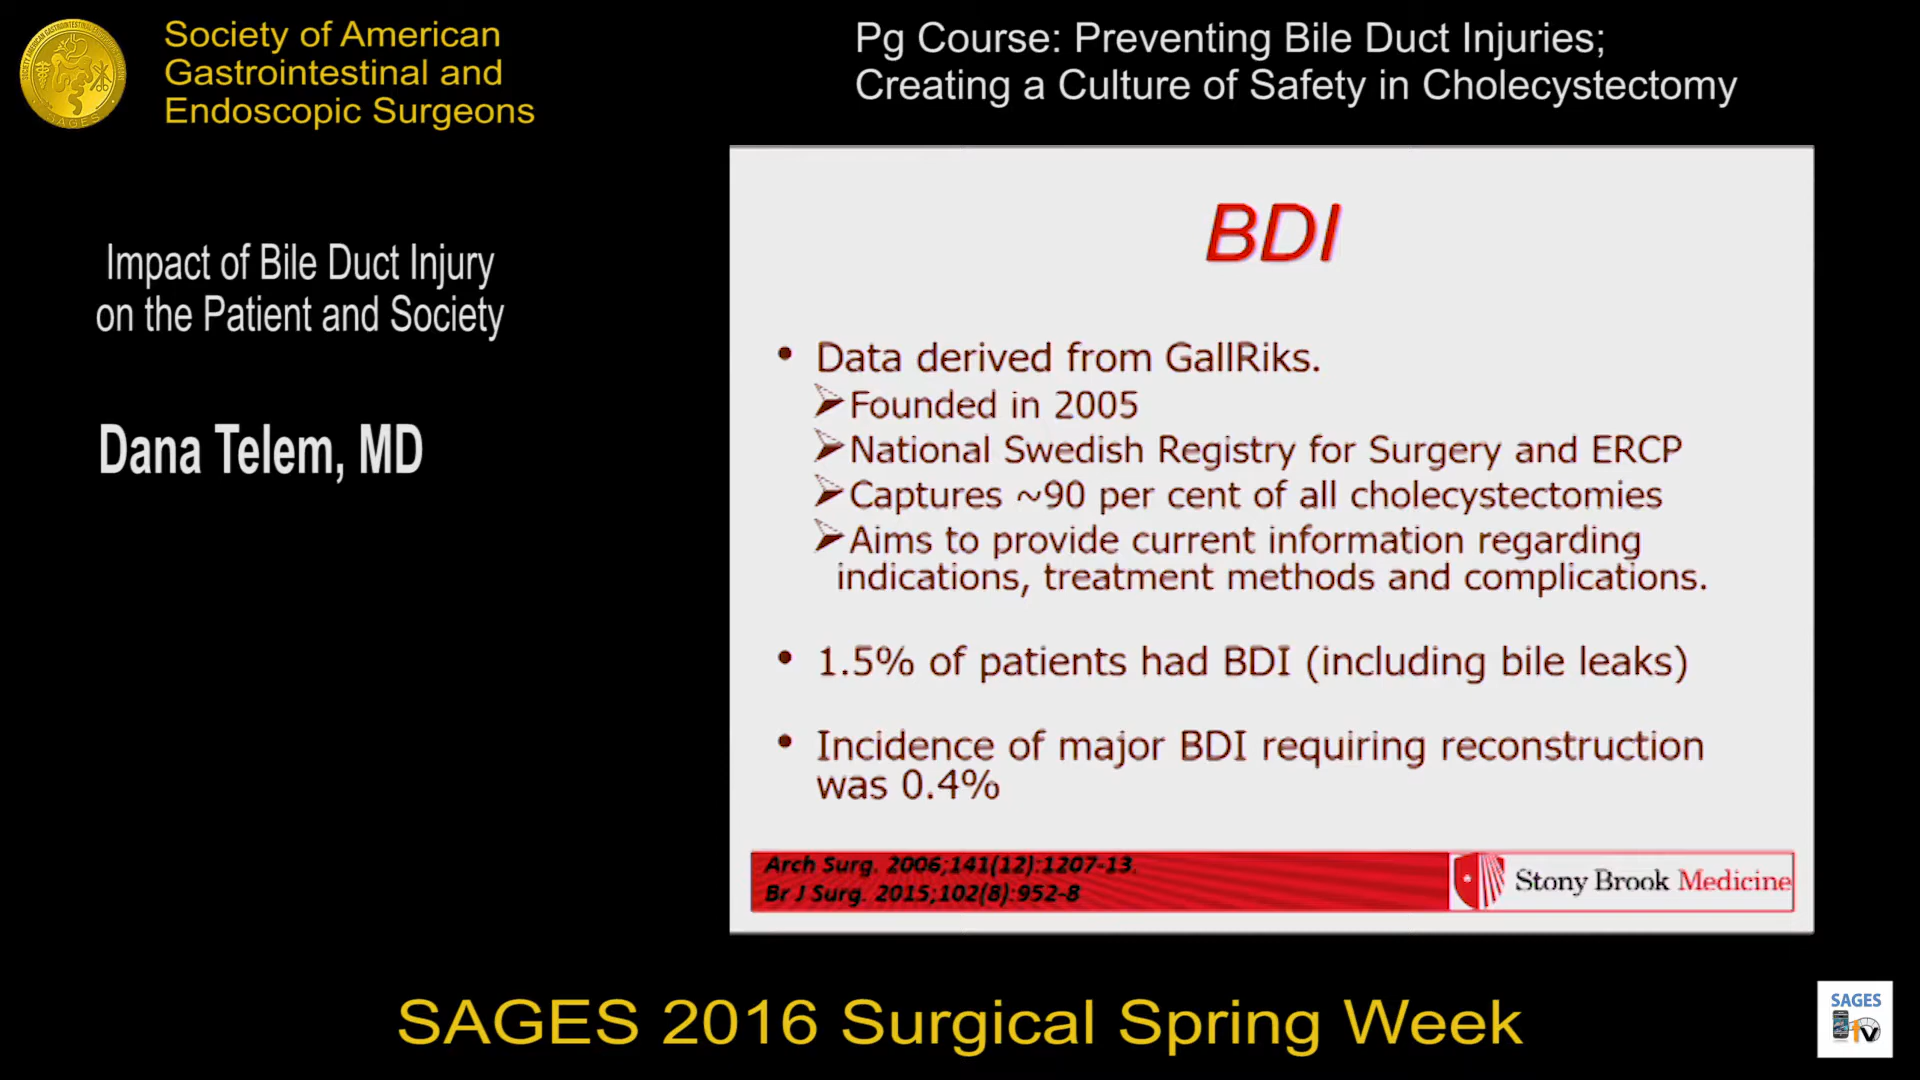 Society of American
Gastrointestinal and
Endoscopic Surgeons
Pg Course: Preventing Bile Duct Injuries;
Creating a Culture of Safety in Cholecystectomy
Impact of Bile Duct Injury
on the Patient and Society
Dana Telem, MD
BDI
• Data derived from GallRiks.
➢Founded in 2005
➢National Swedish Registry for Surgery and ERCP
➢Captures ~90 per cent of all cholecystectomies
➢Aims to provide current information regarding
indications, treatment methods and complications.
• 1.5% of patients had BDI (including bile leaks)
• Incidence of major BDI requiring reconstruction
was 0.4%
Arch Surg. 2006;141(12):1207-13.
Br J Surg. 2015;102(8):952-8
Stony Brook Medicine
SAGES 2016 Surgical Spring Week
SAGES
TV